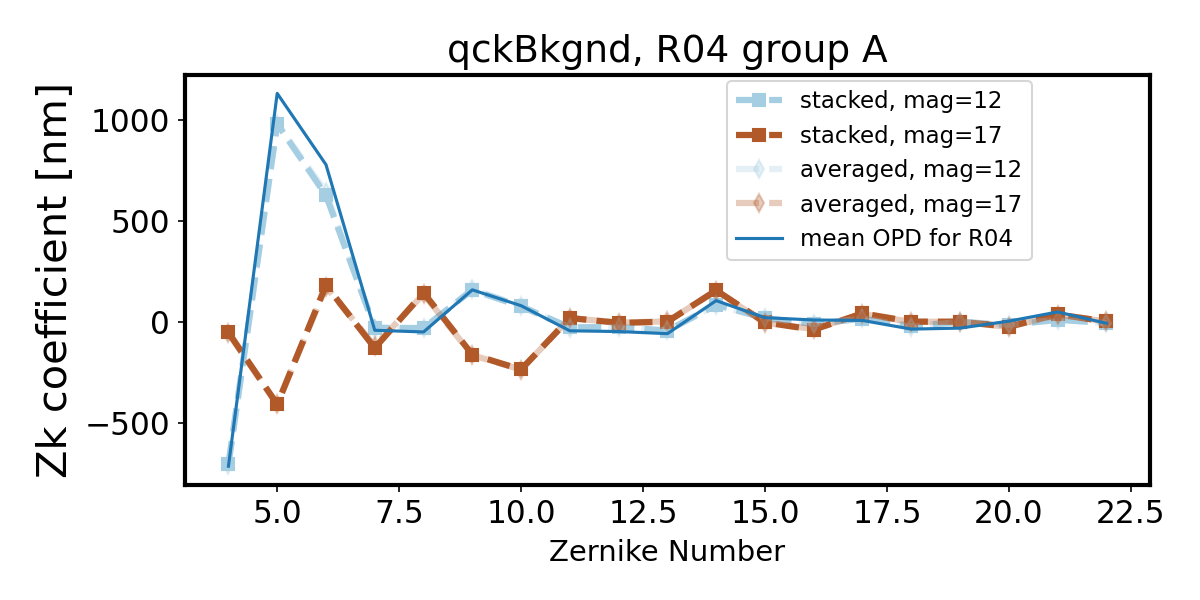 qckBkgnd, R04 group A
stacked, mag=12
stacked, mag=17
averaged, mag=12
averaged, mag=17
mean OPD for R04
Zk coefficient [nm]
1000
500
0
−500
5.0 7.5 10.0 12.5 15.0 17.5 20.0 22.5
Zernike Number